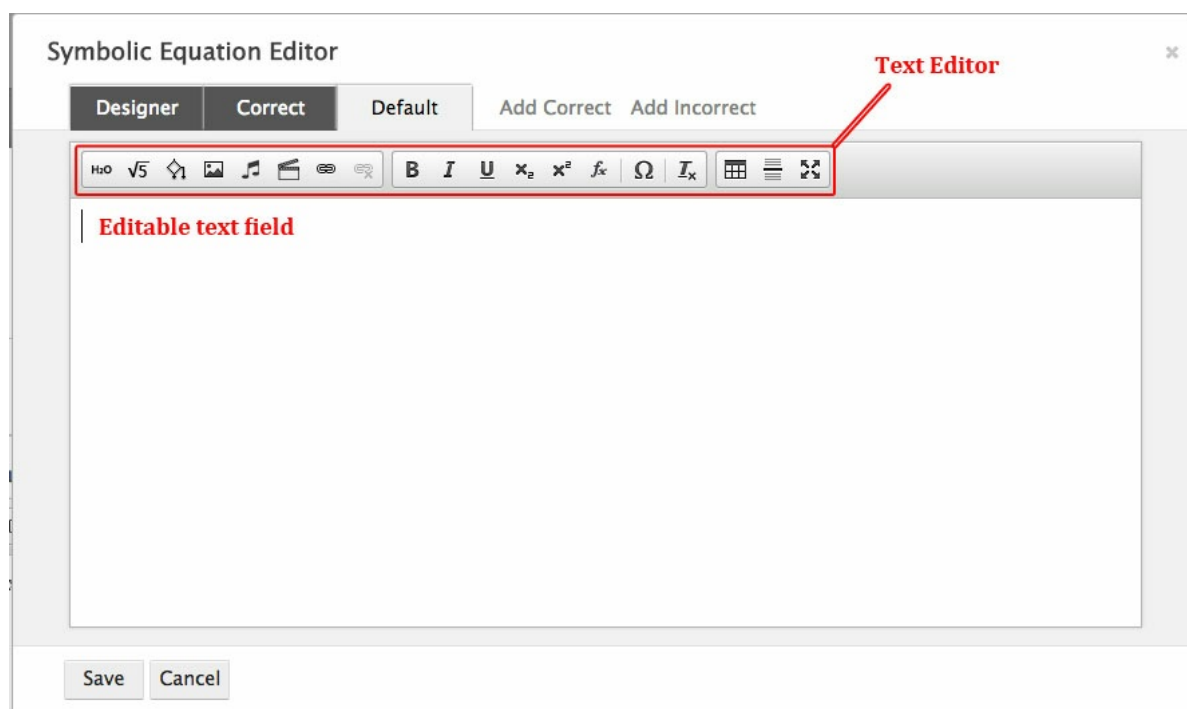 Symbolic Equation Editor
×
Text Editor
Designer Correct Default Add Correct Add Incorrect
H₂O √5 B I U x₂ x² fx Ω Ix
Editable text field
Save Cancel